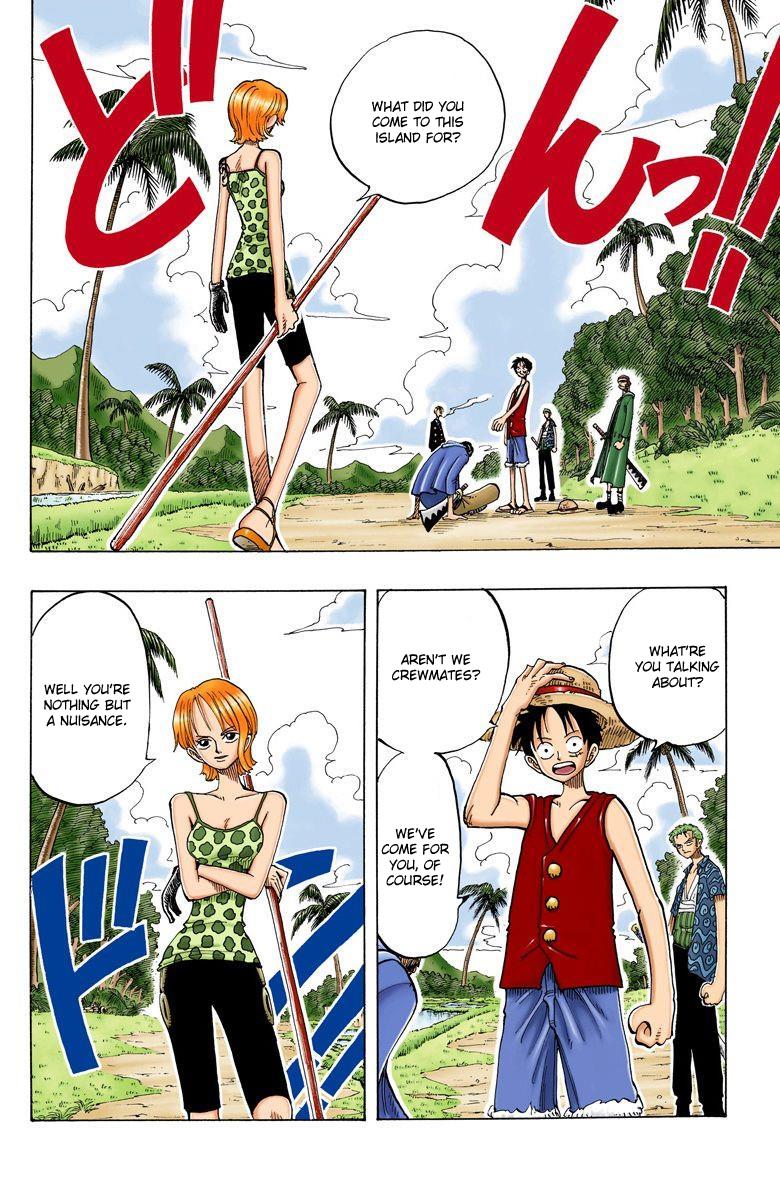 どんっ!!
WHAT DID YOU
COME TO THIS
ISLAND FOR?
WHAT'RE
YOU TALKING
ABOUT?
AREN'T WE
CREWMATES?
WE'VE
COME FOR
YOU, OF
COURSE!
WELL YOU'RE
NOTHING BUT
A NUISANCE.
ドン